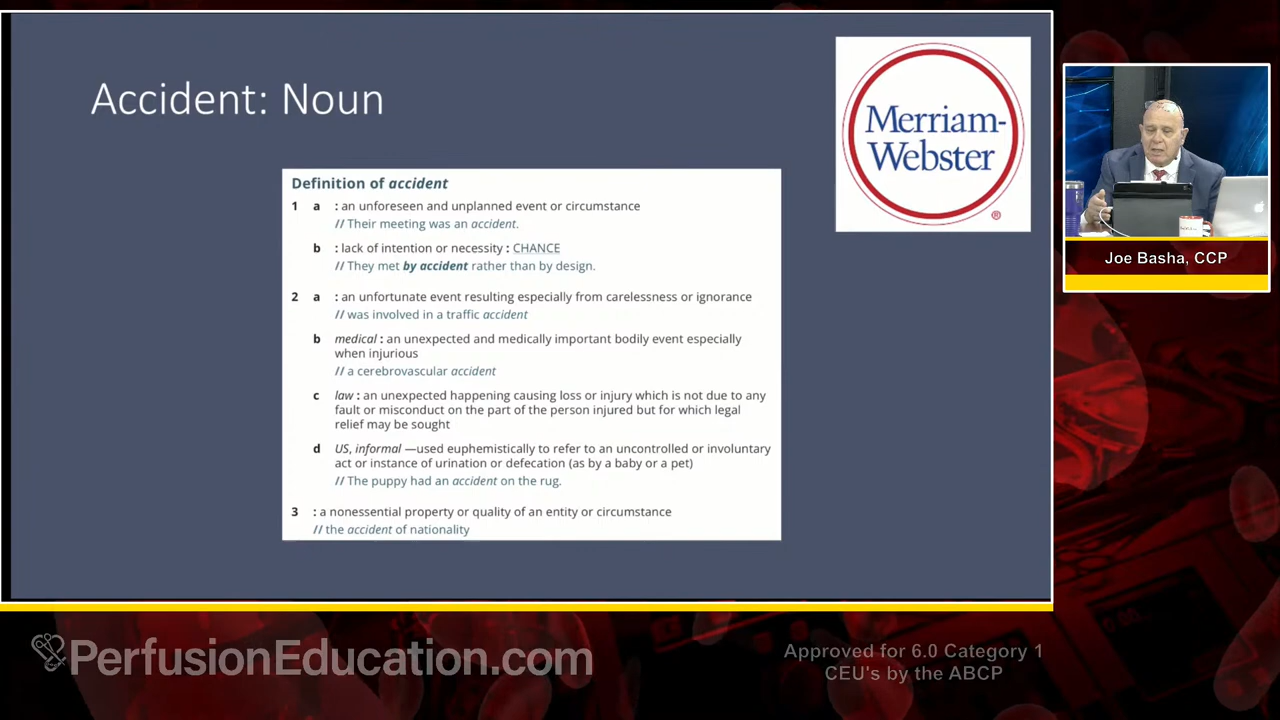 Accident: Noun
Merriam-
Webster
®
Definition of accident
1 a : an unforeseen and unplanned event or circumstance
// Their meeting was an accident.
b : lack of intention or necessity : CHANCE
// They met by accident rather than by design.
2 a : an unfortunate event resulting especially from carelessness or ignorance
// was involved in a traffic accident
b medical : an unexpected and medically important bodily event especially
when injurious
// a cerebrovascular accident
c law : an unexpected happening causing loss or injury which is not due to any
fault or misconduct on the part of the person injured but for which legal
relief may be sought
d US, informal —used euphemistically to refer to an uncontrolled or involuntary
act or instance of urination or defecation (as by a baby or a pet)
// The puppy had an accident on the rug.
3 : a nonessential property or quality of an entity or circumstance
// the accident of nationality
Joe Basha, CCP
PerfusionEducation.com
Approved for 6.0 Category 1
CEU's by the ABCP